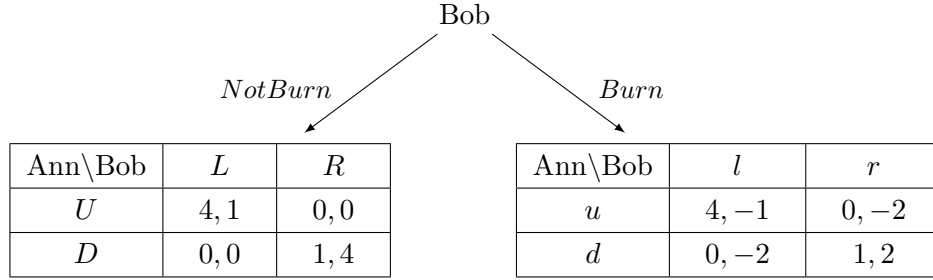 Bob
NotBurn Burn
Ann\Bob L R
U 4, 1 0, 0
D 0, 0 1, 4
Ann\Bob l r
u 4, −1 0, −2
d 0, −2 1, 2